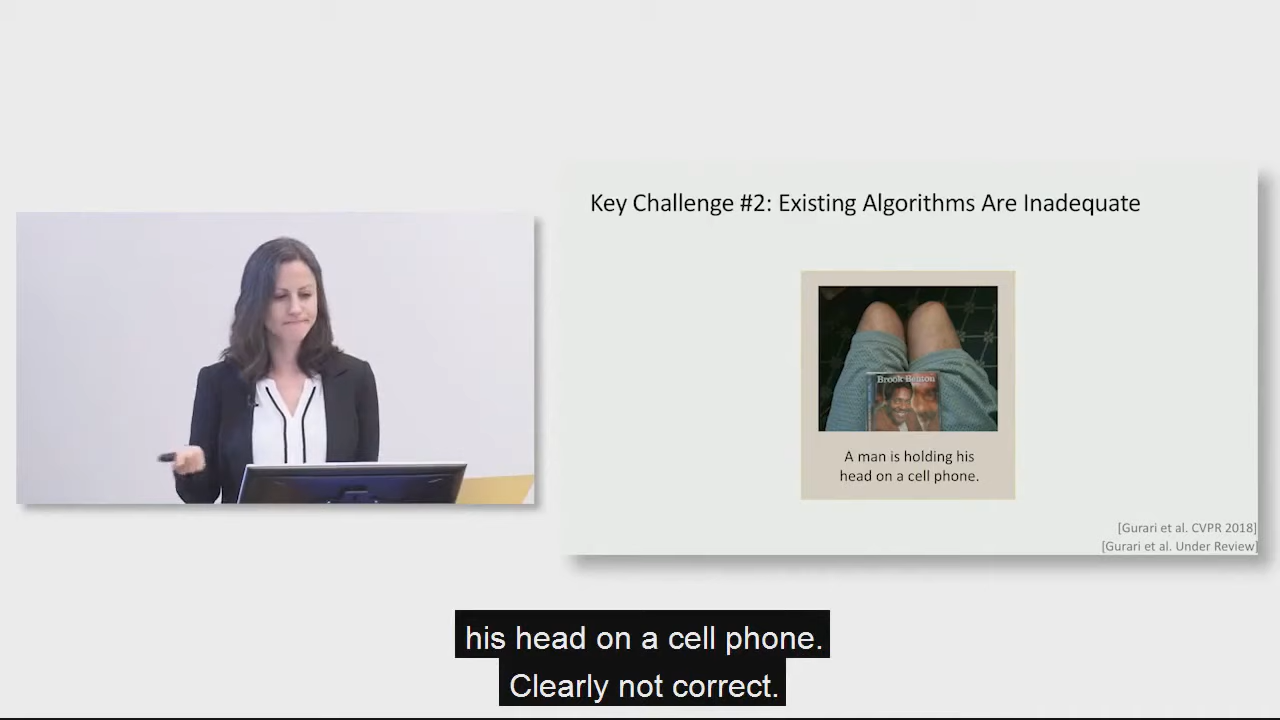 Key Challenge #2: Existing Algorithms Are Inadequate
Brook Benton
A man is holding his
head on a cell phone.
[Gurari et al. CVPR 2018]
[Gurari et al. Under Review]
his head on a cell phone.
Clearly not correct.